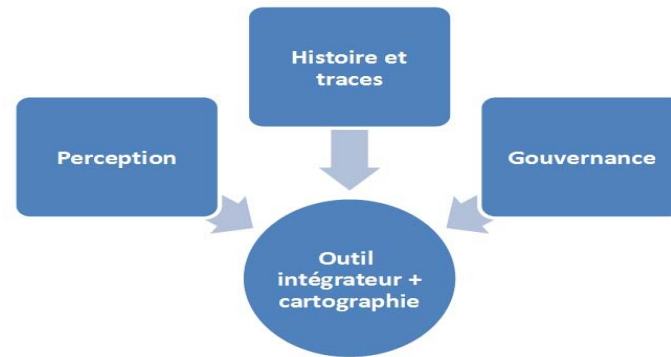 Histoire et
traces
Perception
Gouvernance
Outil
intégrateur +
cartographie